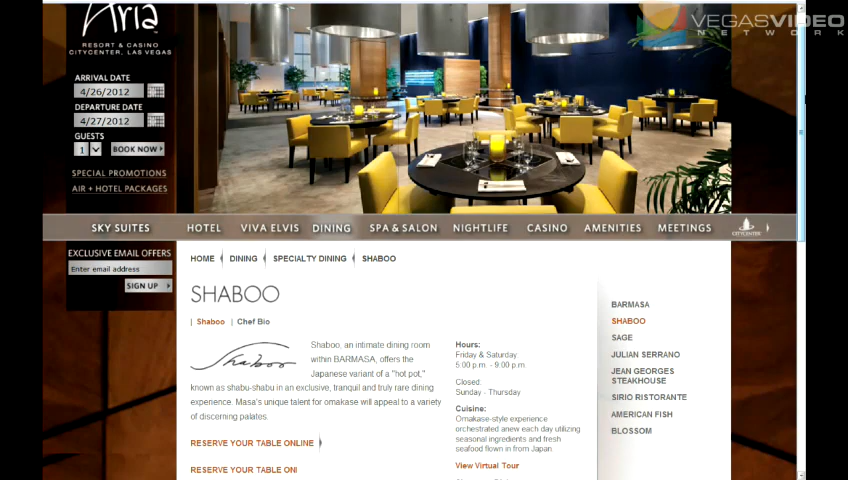 VEGASVIDEO
NETWORK
Aria
RESORT & CASINO
CITYCENTER, LAS VEGAS
ARRIVAL DATE
4/26/2012
DEPARTURE DATE
4/27/2012
GUESTS
1
BOOK NOW
SPECIAL PROMOTIONS
AIR + HOTEL PACKAGES
SKY SUITES
HOTEL
VIVA ELVIS
DINING
SPA & SALON
NIGHTLIFE
CASINO
AMENITIES
MEETINGS
CITYCENTER
EXCLUSIVE EMAIL OFFERS
Enter email address
SIGN UP
HOME
DINING
SPECIALTY DINING
SHABOO
SHABOO
| Shaboo | Chef Bio
Shaboo
Shaboo, an intimate dining room
within BARMASA, offers the
Japanese variant of a "hot pot,"
known as shabu-shabu in an exclusive, tranquil and truly rare dining
experience. Masa's unique talent for omakase will appeal to a variety
of discerning palates.
RESERVE YOUR TABLE ONLINE
RESERVE YOUR TABLE ONI
Hours:
Friday & Saturday
5:00 p.m. - 9:00 p.m.
Closed:
Sunday - Thursday
Cuisine:
Omakase-style experience
orchestrated anew each day utilizing
seasonal ingredients and fresh
seafood flown in from Japan
View Virtual Tour
BARMASA
SHABOO
SAGE
JULIAN SERRANO
JEAN GEORGES
STEAKHOUSE
SIRIO RISTORANTE
AMERICAN FISH
BLOSSOM